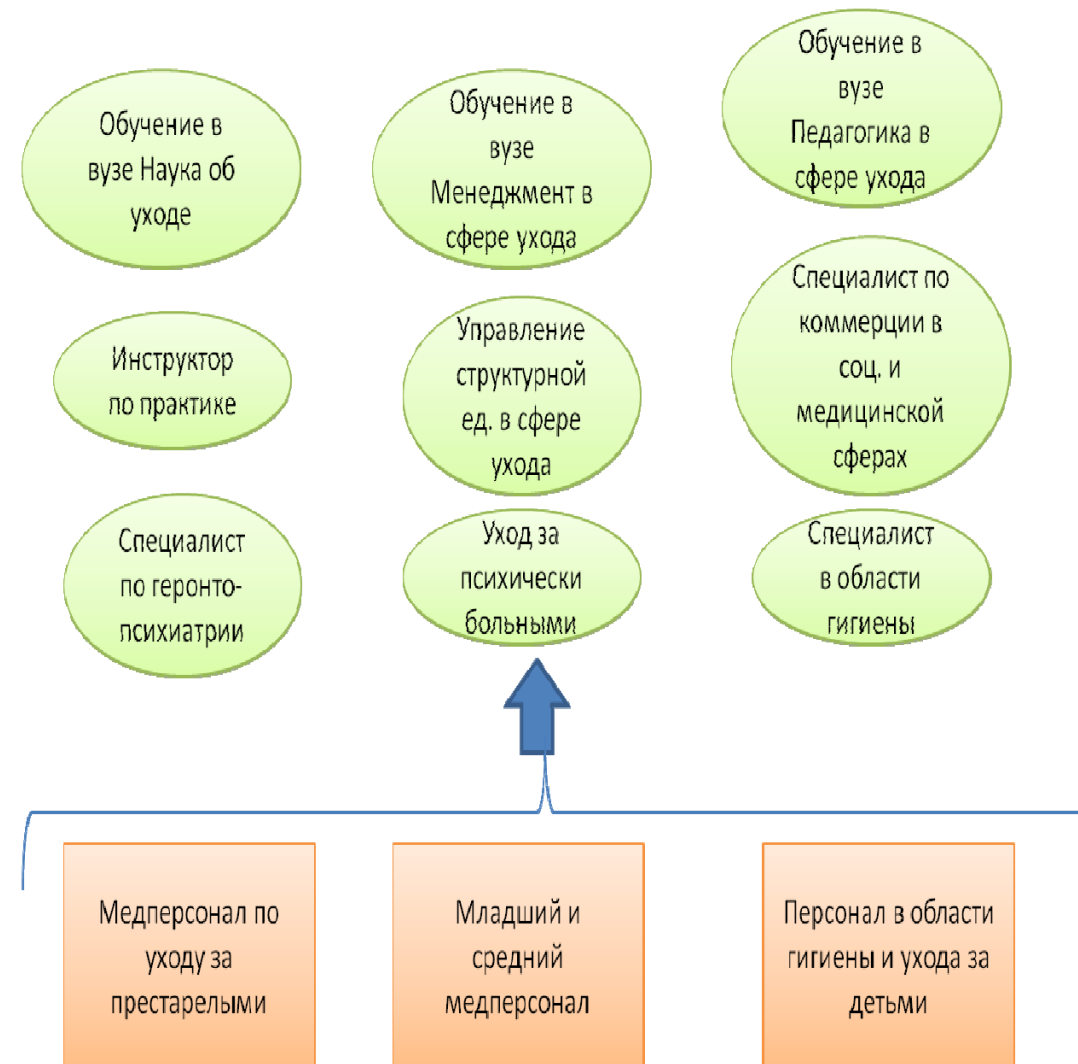 Обучение в
вузе Наука об
уходе
Обучение в
вузе
Менеджмент в
сфере ухода
Обучение в
вузе
Педагогика в
сфере ухода
Инструктор
по практике
Управление
структурной
ед. в сфере
ухода
Специалист по
коммерции в
соц. и
медицинской
сферах
Специалист
по геронто-
психиатрии
Уход за
психически
больными
Специалист
в области
гигиены
Медперсонал по
уходу за
престарелыми
Младший и
средний
медперсонал
Персонал в области
гигиены и ухода за
детьми